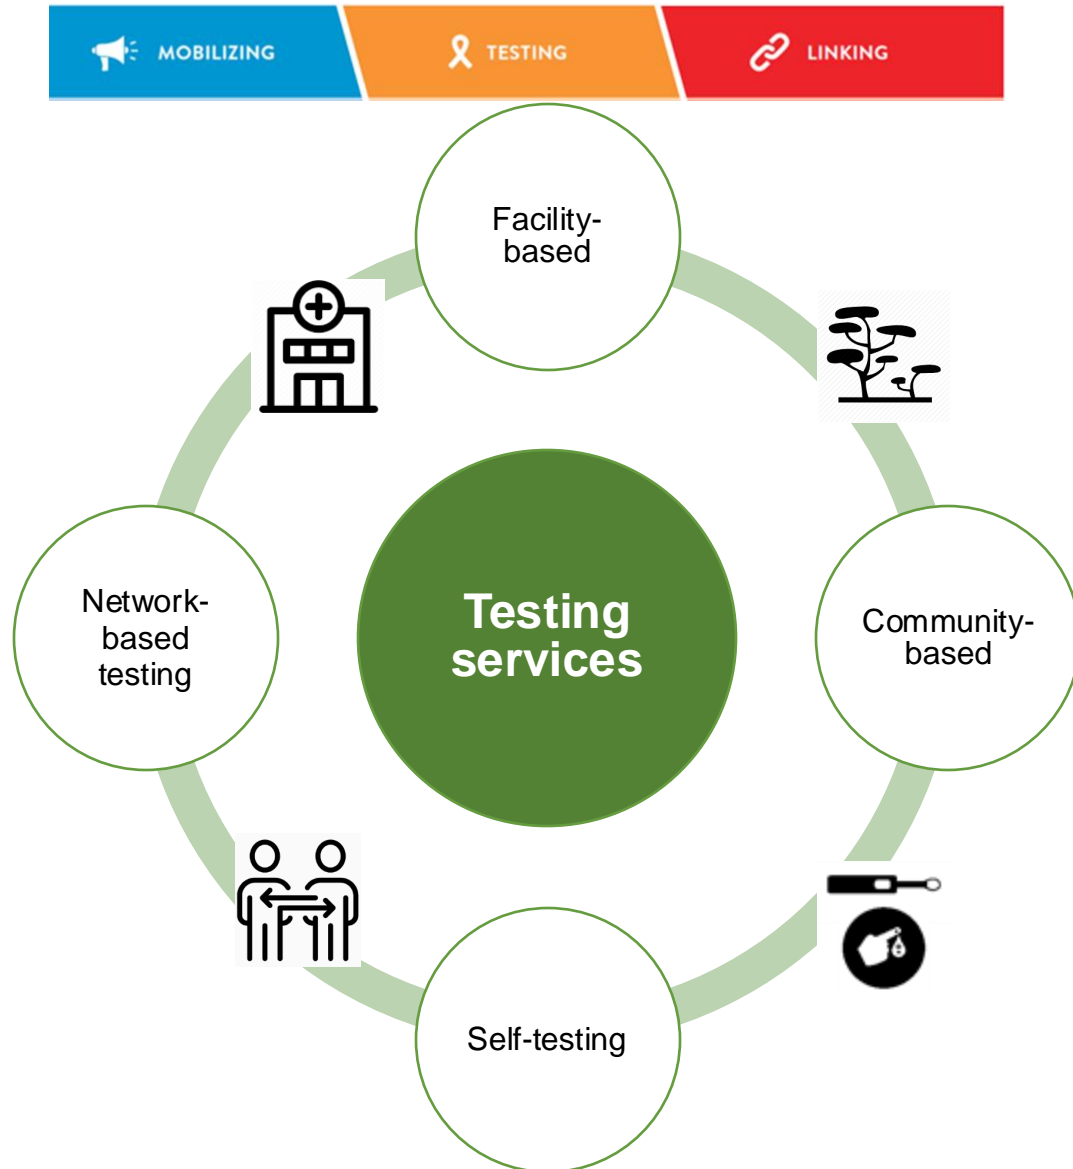 MOBILIZING
TESTING
LINKING
Facility-
based
Network-
based
testing
Testing
services
Community-
based
Self-testing